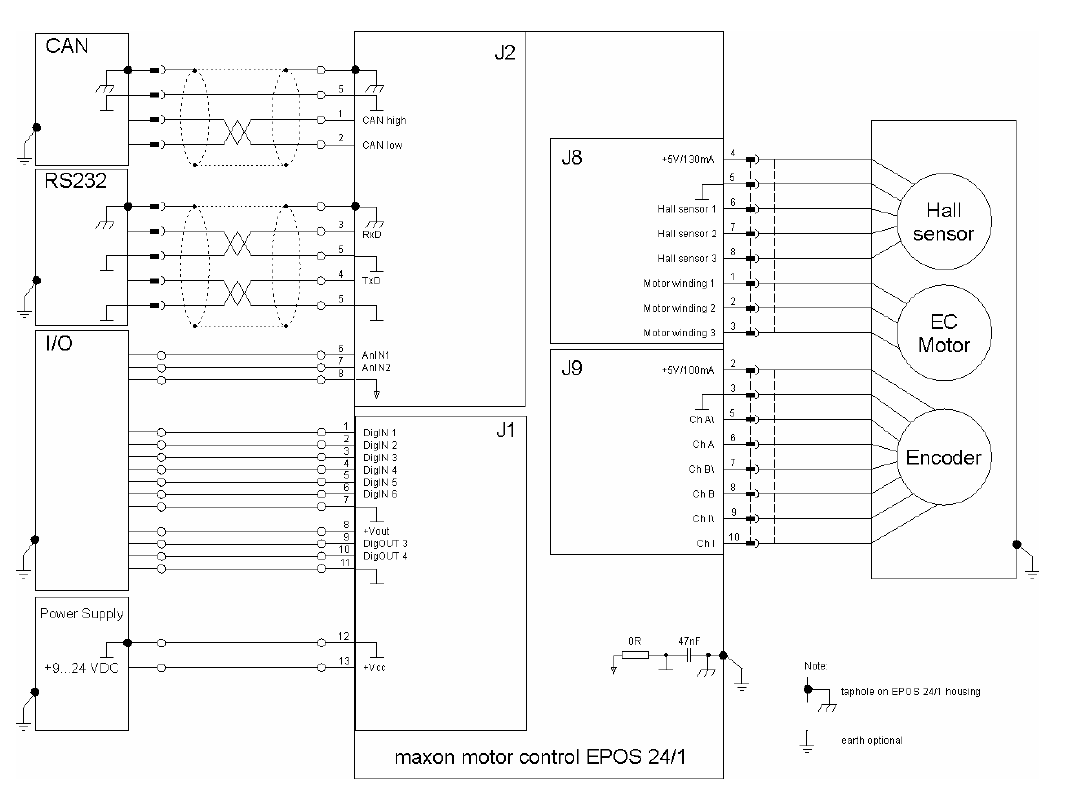 CAN
5
1 CAN high
2 CAN low
RS232
3 RxD
5
4 TxD
5
I/O
6 AnIN1
7 AnIN2
8
J2
J1
1 DigIN 1
2 DigIN 2
3 DigIN 3
4 DigIN 4
5 DigIN 5
6 DigIN 6
7
8 +Vout
9 DigOUT 3
10 DigOUT 4
11
Power Supply
12
+9...24 VDC
13 +Vcc
J8
+5V/130mA 4
5
Hall sensor 1 6
Hall sensor 2 7
Hall sensor 3 8
Motor winding 1 1
Motor winding 2 2
Motor winding 3 3
J9
+5V/100mA 2
3
Ch A\ 5
Ch A 6
Ch B\ 7
Ch B 8
Ch I\ 9
Ch I 10
Hall
sensor
EC
Motor
Encoder
0R
47nF
maxon motor control EPOS 24/1
Note:
taphole on EPOS 24/1 housing
earth optional